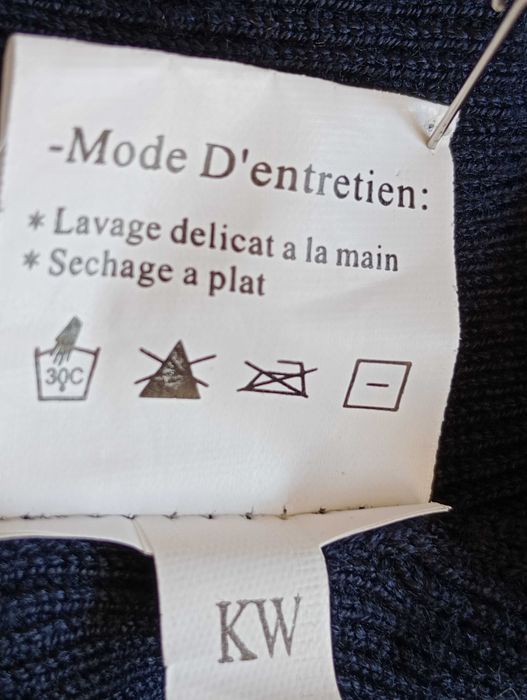 -Mode D'entretien:
* Lavage delicat a la main
* Sechage a plat
30C
KW